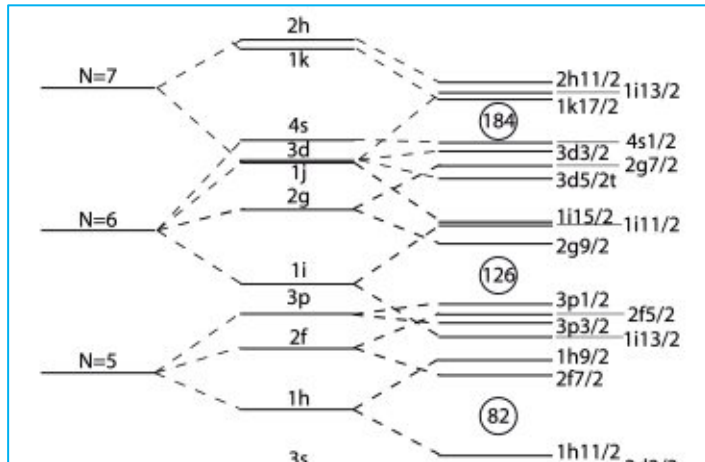 2h
1k
N=7
2h11/2
1i13/2
1k17/2
184
4s
4s1/2
3d
3d3/2
2g7/2
1j
3d5/2t
2g
N=6
1i15/2
1i11/2
2g9/2
126
1i
3p
3p1/2
2f5/2
3p3/2
1i13/2
2f
1h9/2
N=5
2f7/2
1h
82
1h11/2
3s